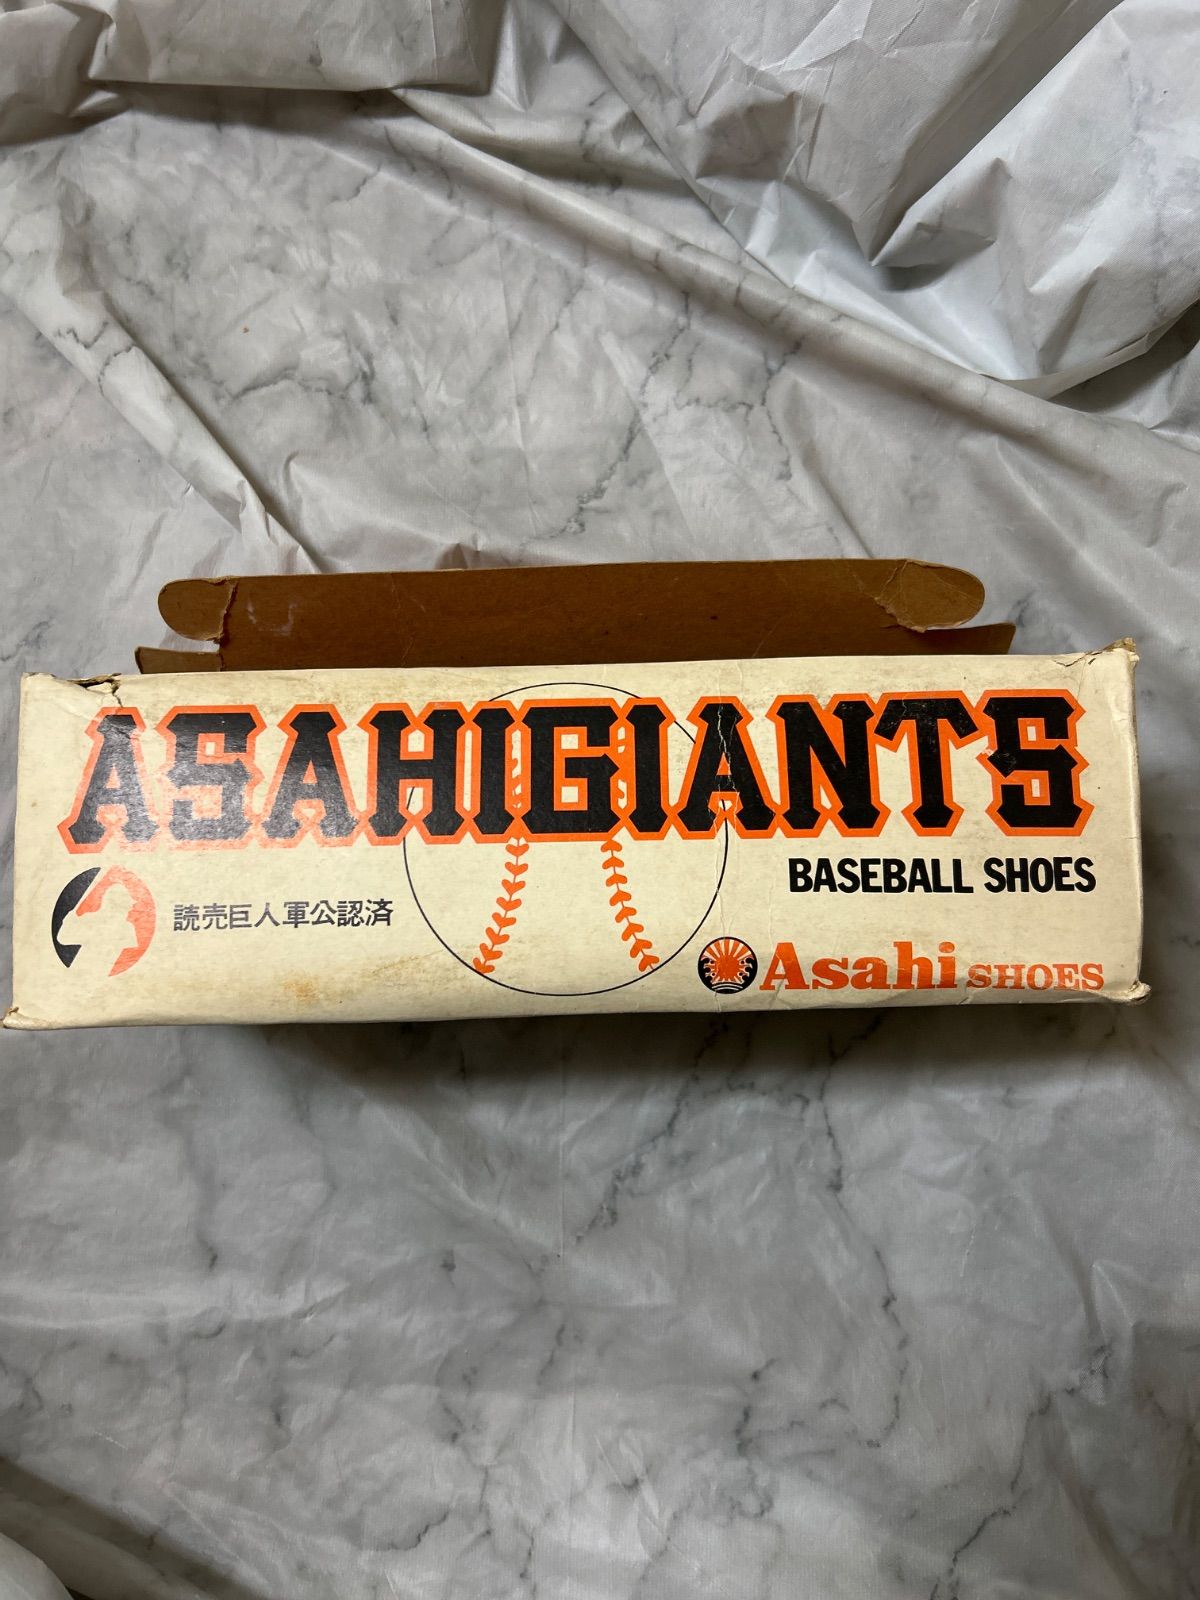 ASAHIGIANTS
BASEBALL SHOES
読売巨人軍公認済
Asahi SHOES